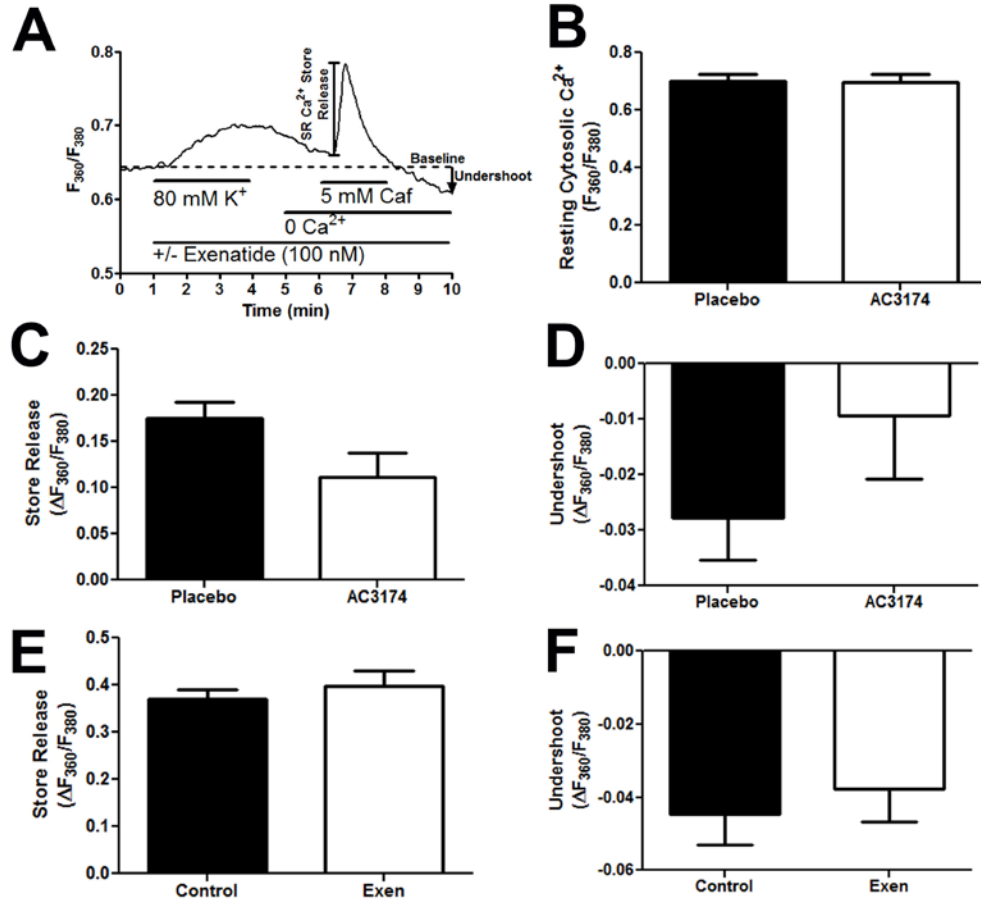 A
F360/F380
0.8
0.7
0.6
0.5
SR Ca2+ Store
Release
Baseline
Undershoot
80 mM K+
5 mM Caf
0 Ca2+
+/- Exenatide (100 nM)
0 1 2 3 4 5 6 7 8 9 10
Time (min)
B
Resting Cytosolic Ca2+
(F360/F380)
0.8
0.6
0.4
0.2
0.0
Placebo AC3174
C
Store Release
(ΔF360/F380)
0.25
0.20
0.15
0.10
0.05
0.00
Placebo AC3174
D
Undershoot
(ΔF360/F380)
0.00
-0.01
-0.02
-0.03
-0.04
Placebo AC3174
E
Store Release
(ΔF360/F380)
0.5
0.4
0.3
0.2
0.1
0.0
Control Exen
F
Undershoot
(ΔF360/F380)
0.00
-0.02
-0.04
-0.06
Control Exen